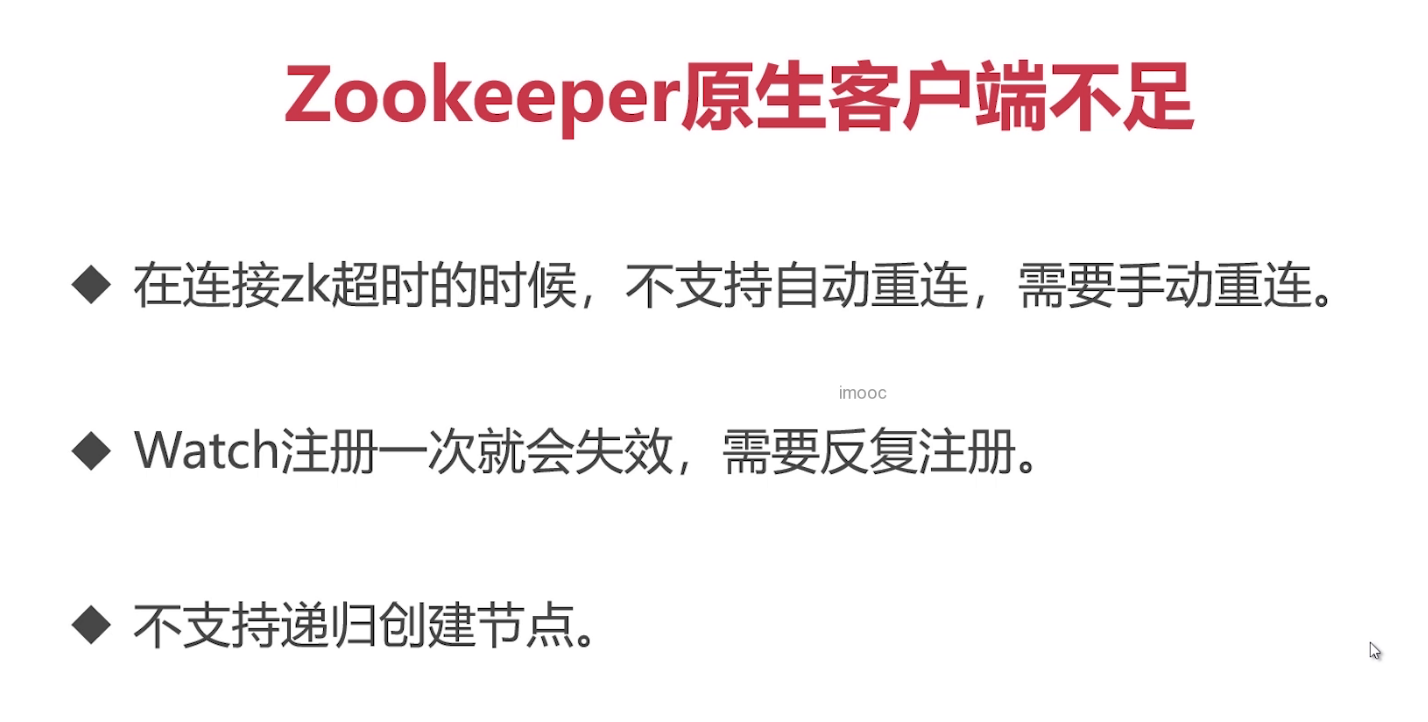 Zookeeper原生客户端不足
◆ 在连接zk超时的时候，不支持自动重连，需要手动重连。
imooc
◆ Watch注册一次就会失效，需要反复注册。
◆ 不支持递归创建节点。